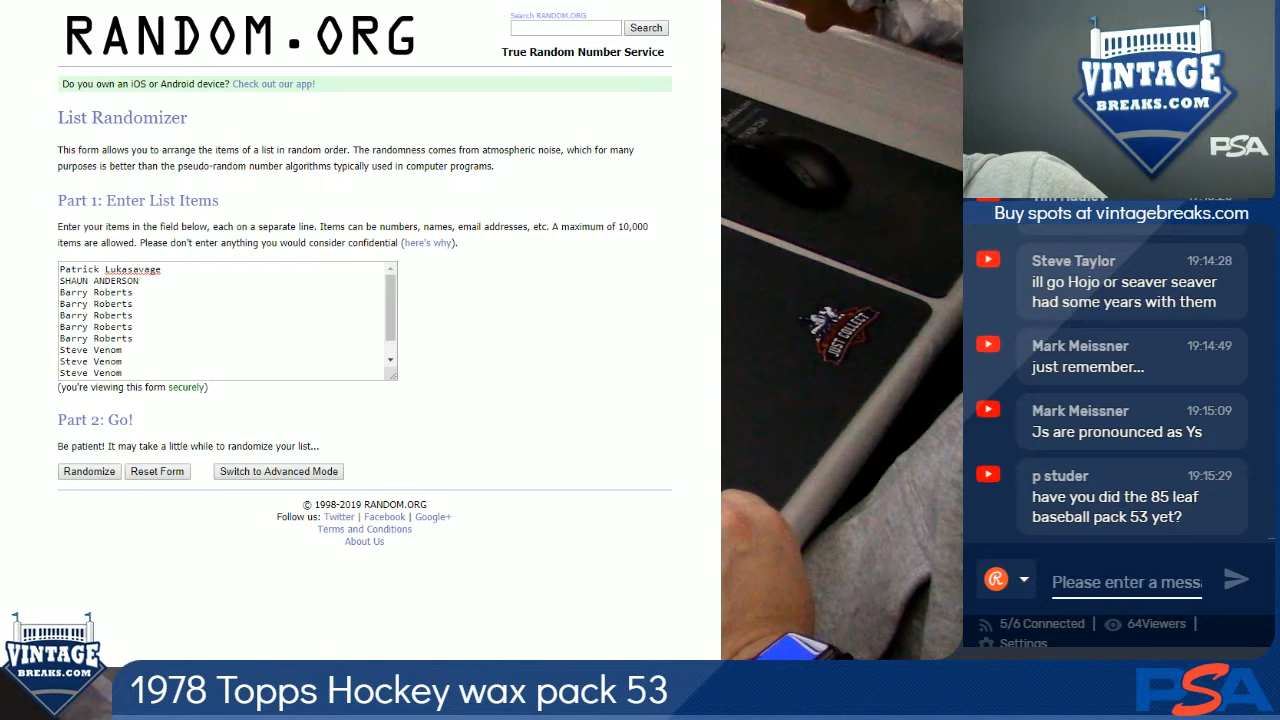 RANDOM.ORG
Search RANDOM.ORG
Search
True Random Number Service
Do you own an iOS or Android device? Check out our app!
List Randomizer
This form allows you to arrange the items of a list in random order. The randomness comes from atmospheric noise, which for many
purposes is better than the pseudo-random number algorithms typically used in computer programs.
Part 1: Enter List Items
Enter your items in the field below, each on a separate line. Items can be numbers, names, email addresses, etc. A maximum of 10,000
items are allowed. Please don't enter anything you would consider confidential (here's why).
Patrick Lukasavage
SHAUN ANDERSON
Barry Roberts
Barry Roberts
Barry Roberts
Barry Roberts
Barry Roberts
Steve Venom
Steve Venom
Steve Venom
(you're viewing this form securely)
Part 2: Go!
Be patient! It may take a little while to randomize your list...
Randomize
Reset Form
Switch to Advanced Mode
© 1998-2019 RANDOM.ORG
Follow us: Twitter | Facebook | Google+
Terms and Conditions
About Us
JUST COLLECT
VINTAGE
BREAKS.COM
PSA
Buy spots at vintagebreaks.com
Steve Taylor 19:14:28
ill go Hojo or seaver seaver
had some years with them
Mark Meissner 19:14:49
just remember...
Mark Meissner 19:15:09
Js are pronounced as Ys
p studer 19:15:29
have you did the 85 leaf
baseball pack 53 yet?
Please enter a messa
5/6 Connected | 64Viewers |
Settings
VINTAGE
BREAKS.COM
1978 Topps Hockey wax pack 53
PSA